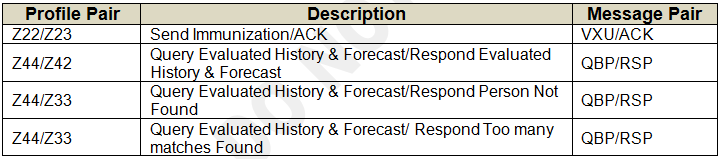 Profile Pair Description Message Pair
Z22/Z23 Send Immunization/ACK VXU/ACK
Z44/Z42 Query Evaluated History & Forecast/Respond Evaluated History & Forecast QBP/RSP
Z44/Z33 Query Evaluated History & Forecast/Respond Person Not Found QBP/RSP
Z44/Z33 Query Evaluated History & Forecast/ Respond Too many matches Found QBP/RSP